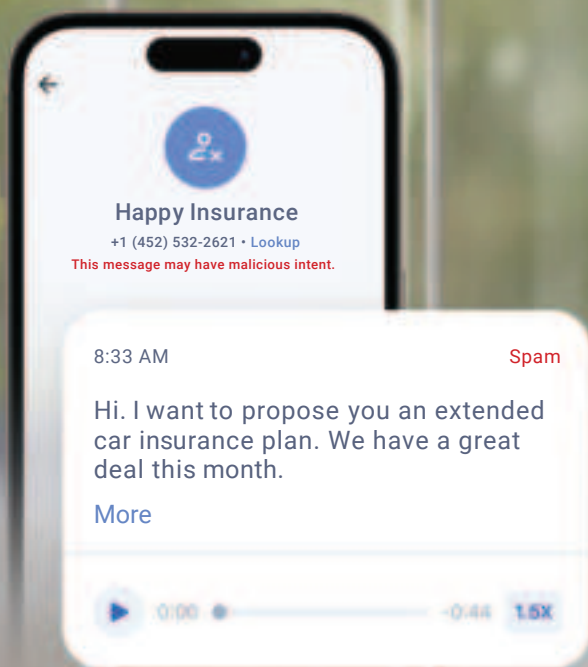 Happy Insurance
+1 (452) 532-2621 • Lookup
This message may have malicious intent.
8:33 AM
Spam
Hi. I want to propose you an extended
car insurance plan. We have a great
deal this month.
More
0:00
-0:44
1.5X